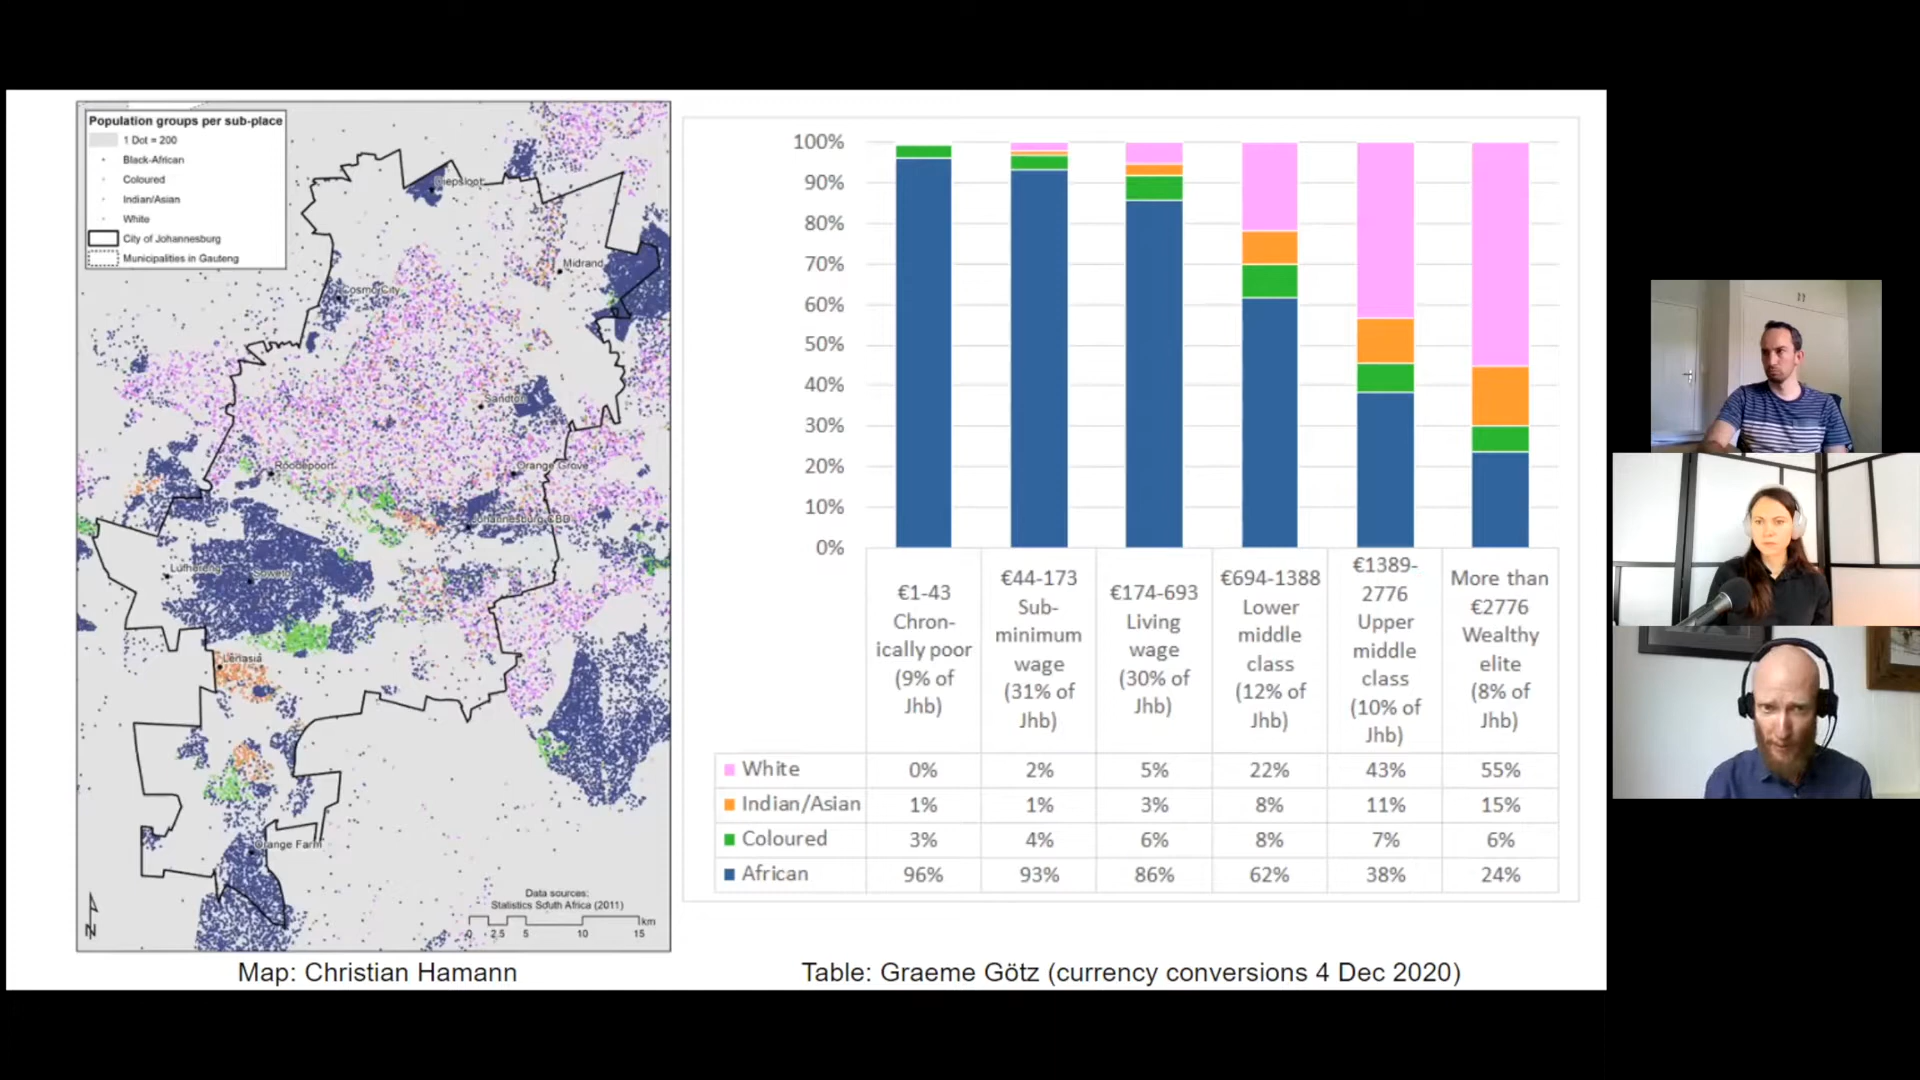 Population groups per sub-place
1 Dot = 200
Black-African
Coloured
Indian/Asian
White
City of Johannesburg
Municipalities in Gauteng
Diepsloot
Midrand
Cosmo City
Sandton
Roodepoort
Orange Grove
Johannesburg CBD
Lufhereng
Soweto
Lenasia
Orange Farm
N
Data sources:
Statistics South Africa (2011)
km
0 2.5 5 10 15
Map: Christian Hamann
100%
90%
80%
70%
60%
50%
40%
30%
20%
10%
0%
€1-43
Chron-
ically poor
(9% of
Jhb)
€44-173
Sub-
minimum
wage
(31% of
Jhb)
€174-693
Living
wage
(30% of
Jhb)
€694-1388
Lower
middle
class
(12% of
Jhb)
€1389-
2776
Upper
middle
class
(10% of
Jhb)
More than
€2776
Wealthy
elite
(8% of
Jhb)
White 0% 2% 5% 22% 43% 55%
Indian/Asian 1% 1% 3% 8% 11% 15%
Coloured 3% 4% 6% 8% 7% 6%
African 96% 93% 86% 62% 38% 24%
Table: Graeme Götz (currency conversions 4 Dec 2020)